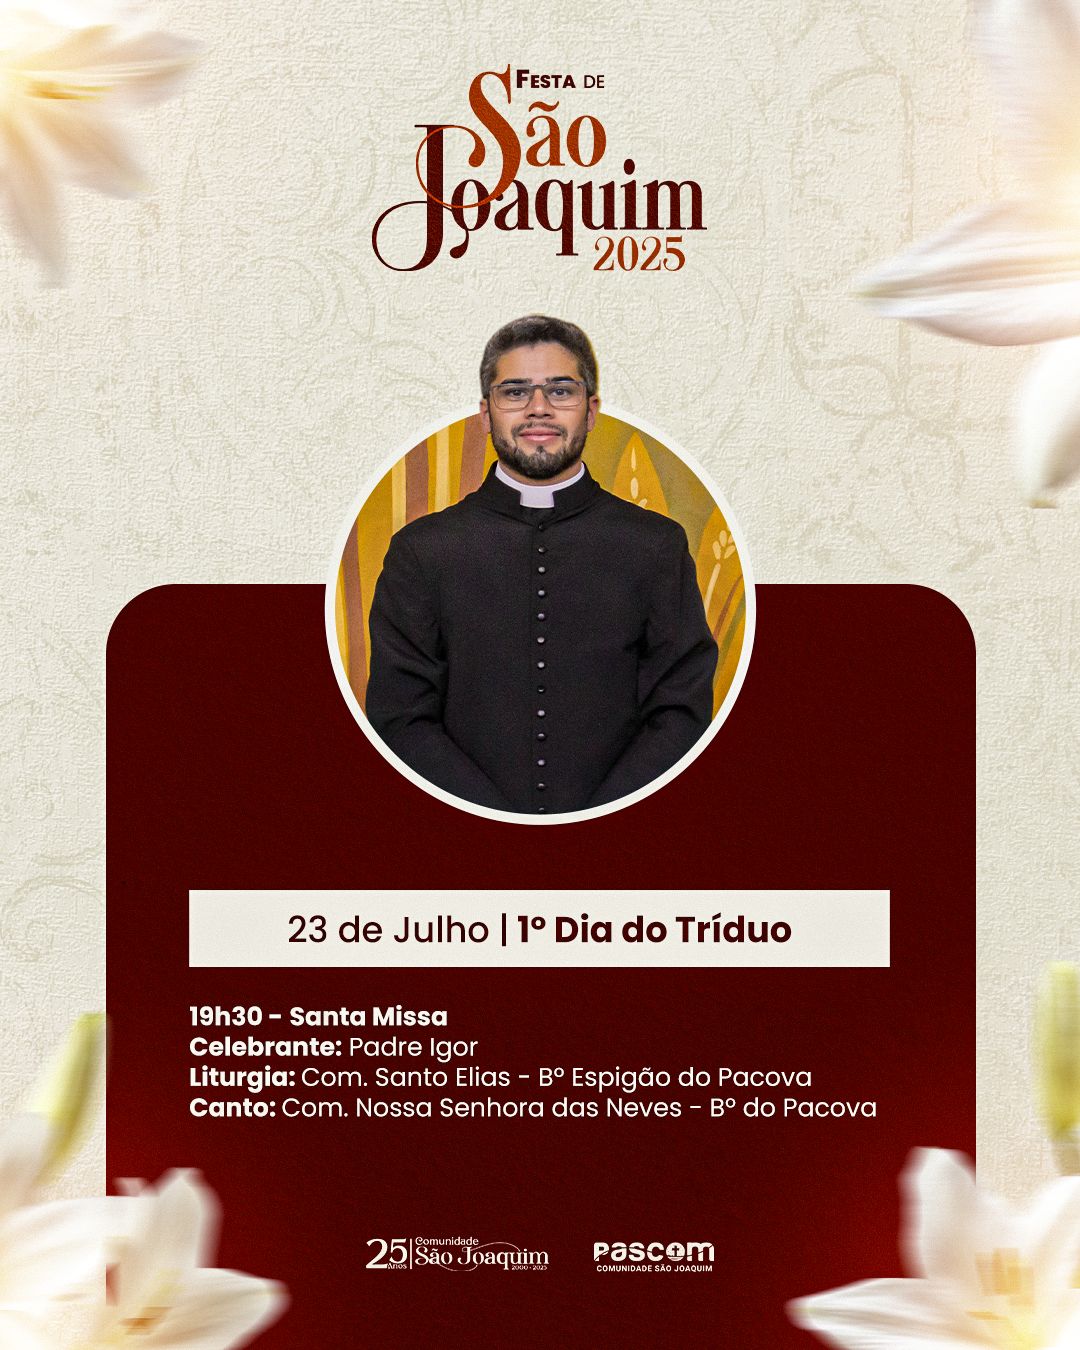 FESTA DE
São
Joaquim
2025
23 de Julho | 1º Dia do Tríduo
19h30 - Santa Missa
Celebrante: Padre Igor
Liturgia: Com. Santo Elias - Bº Espigão do Pacova
Canto: Com. Nossa Senhora das Neves - Bº do Pacova
25 Anos
Comunidade
São Joaquim
2000 - 2025
PASCOM
COMUNIDADE SÃO JOAQUIM